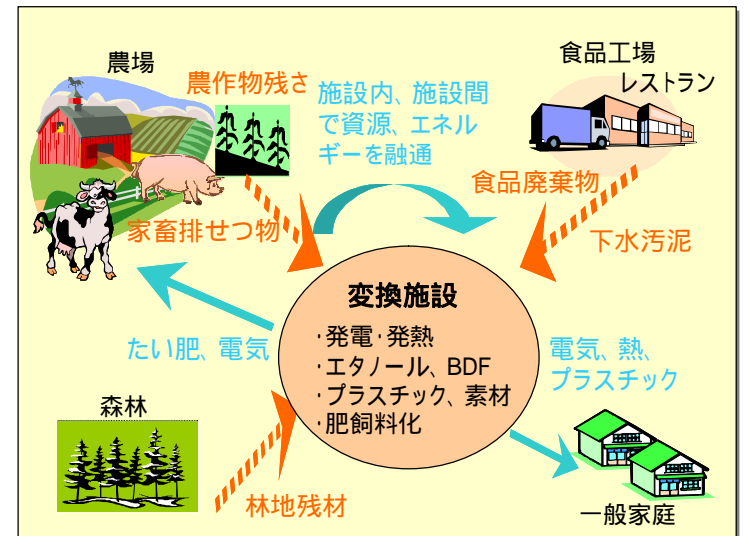 農場
農作物残さ
施設内、施設間
で資源、エネル
ギーを融通
食品工場
レストラン
食品廃棄物
家畜排せつ物
下水汚泥
変換施設
・発電・発熱
・エタノール、BDF
・プラスチック、素材
・肥飼料化
たい肥、電気
電気、熱、
プラスチック
森林
林地残材
一般家庭